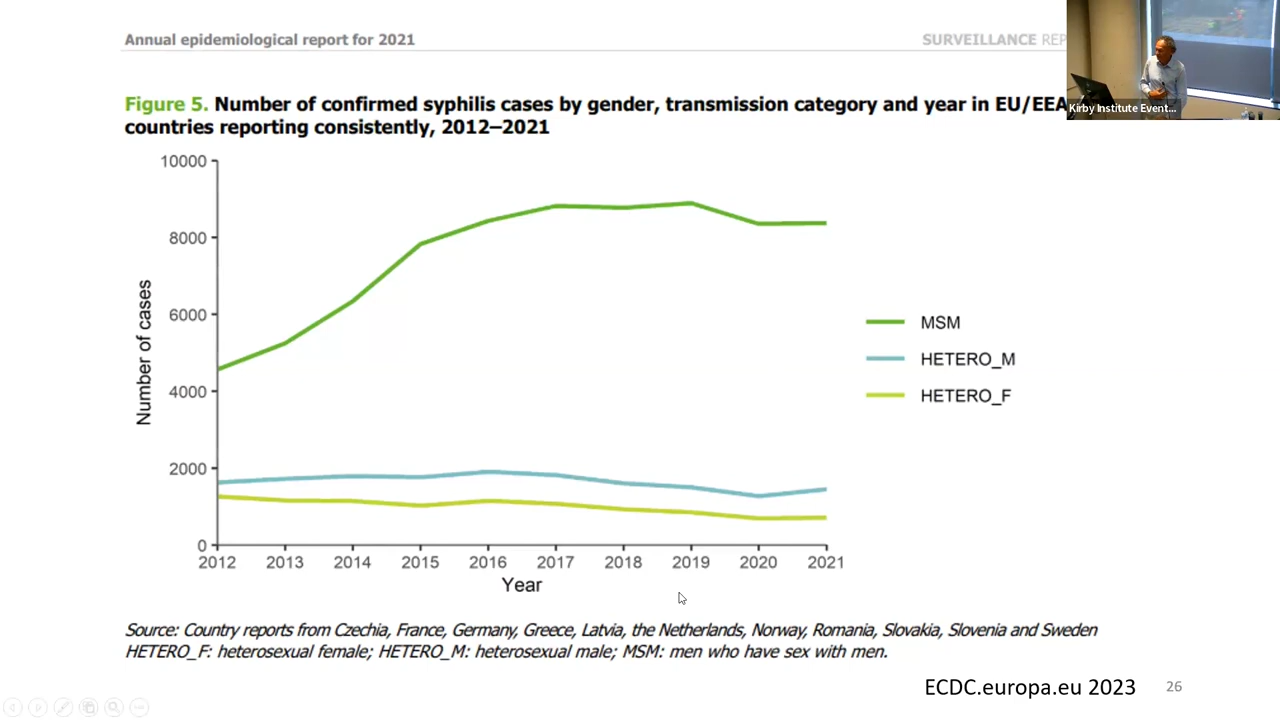 Annual epidemiological report for 2021
SURVEILLANCE REP
Figure 5. Number of confirmed syphilis cases by gender, transmission category and year in EU/EEA
countries reporting consistently, 2012–2021
Kirby Institute Event...
10000
8000
6000
4000
2000
0
Number of cases
2012 2013 2014 2015 2016 2017 2018 2019 2020 2021
Year
MSM
HETERO_M
HETERO_F
Source: Country reports from Czechia, France, Germany, Greece, Latvia, the Netherlands, Norway, Romania, Slovakia, Slovenia and Sweden
HETERO_F: heterosexual female; HETERO_M: heterosexual male; MSM: men who have sex with men.
ECDC.europa.eu 2023
26